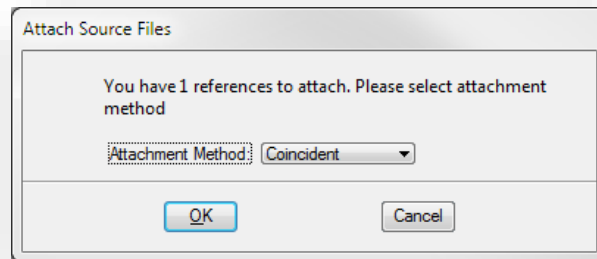 Attach Source Files
You have 1 references to attach. Please select attachment
method
Attachment Method: Coincident
OK Cancel